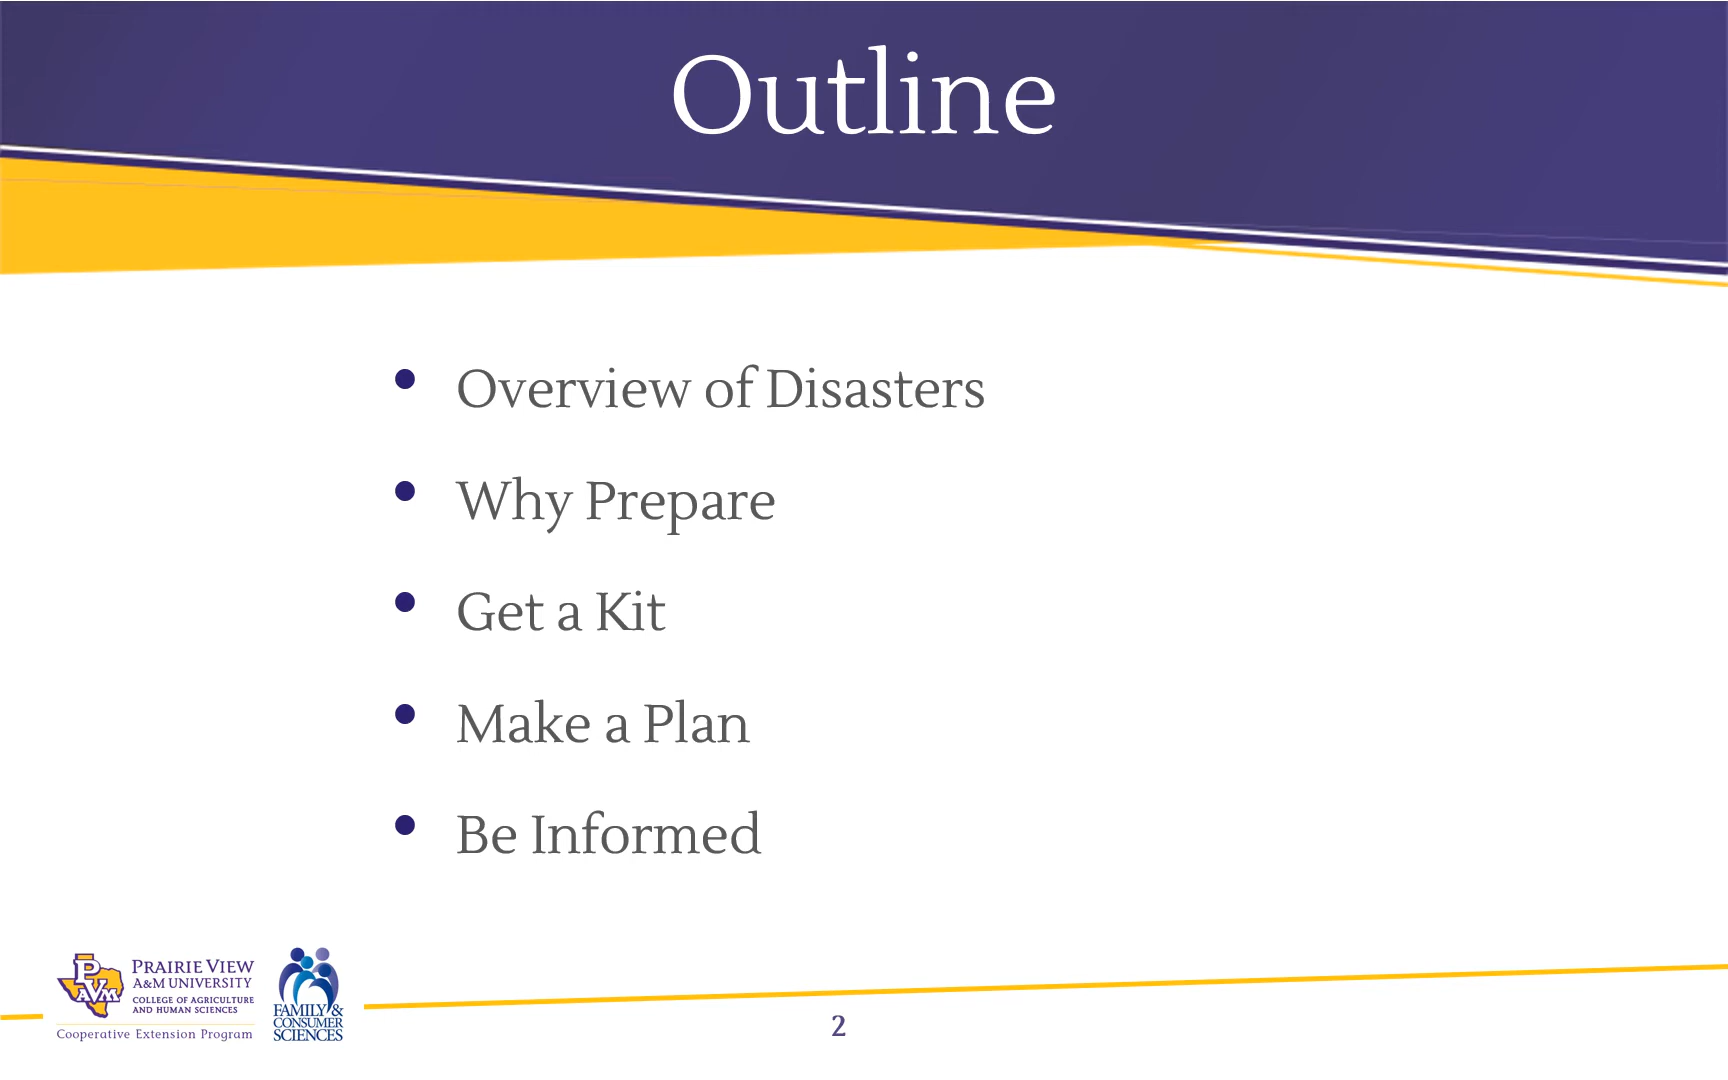 Outline
• Overview of Disasters
• Why Prepare
• Get a Kit
• Make a Plan
• Be Informed
PVAM
PRAIRIE VIEW
A&M UNIVERSITY
COLLEGE OF AGRICULTURE
AND HUMAN SCIENCES
Cooperative Extension Program
FAMILY &
CONSUMER
SCIENCES
2